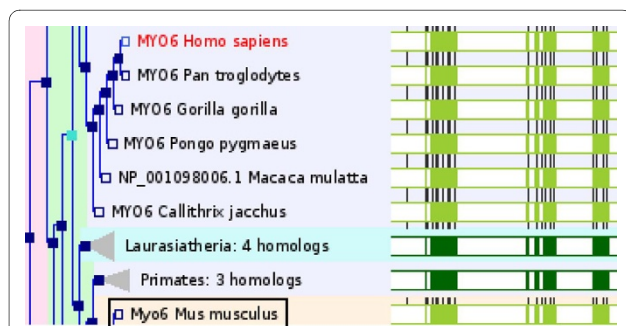 MYO6 Homo sapiens
MYO6 Pan troglodytes
MYO6 Gorilla gorilla
MYO6 Pongo pygmaeus
NP_001098006.1 Macaca mulatta
MYO6 Callithrix jacchus
Laurasiatheria: 4 homologs
Primates: 3 homologs
Myo6 Mus musculus